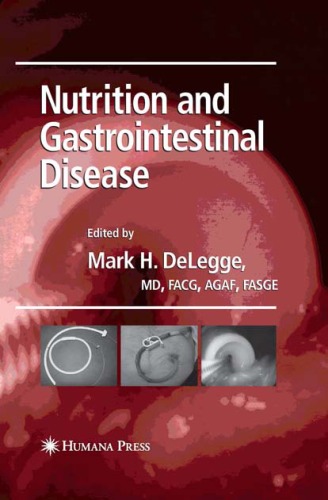 Nutrition and
Gastrointestinal
Disease
Edited by
Mark H. DeLegge,
MD, FACG, AGAF, FASGE
HUMANA PRESS